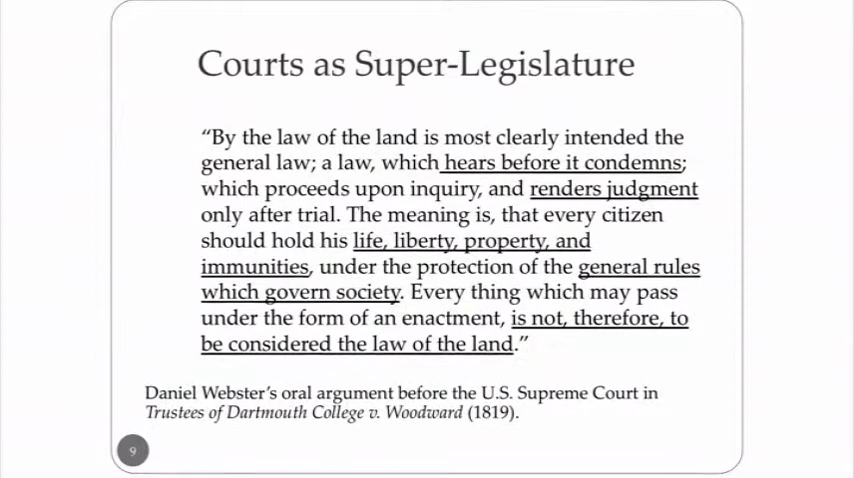 Courts as Super-Legislature
“By the law of the land is most clearly intended the
general law; a law, which hears before it condemns;
which proceeds upon inquiry, and renders judgment
only after trial. The meaning is, that every citizen
should hold his life, liberty, property, and
immunities, under the protection of the general rules
which govern society. Every thing which may pass
under the form of an enactment, is not, therefore, to
be considered the law of the land.”
Daniel Webster’s oral argument before the U.S. Supreme Court in
Trustees of Dartmouth College v. Woodward (1819).
9